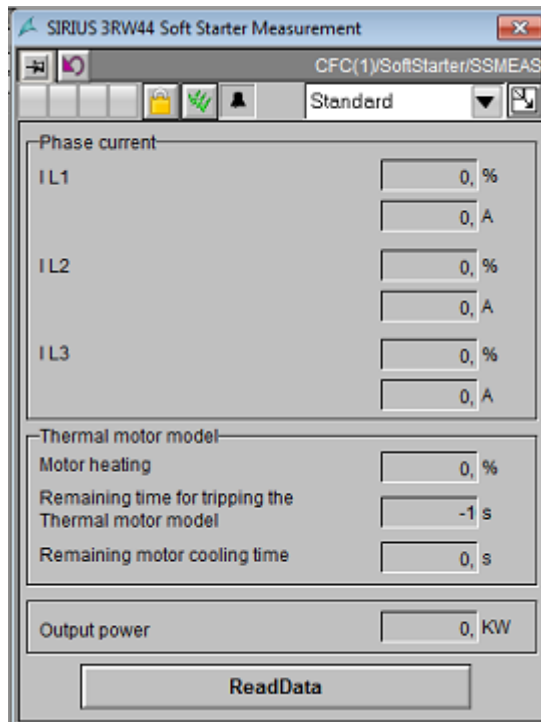 SIRIUS 3RW44 Soft Starter Measurement
CFC(1)/SoftStarter/SSMEAS
Standard
Phase current
I L1 0, %
0, A
I L2 0, %
0, A
I L3 0, %
0, A
Thermal motor model
Motor heating 0, %
Remaining time for tripping the
Thermal motor model -1 s
Remaining motor cooling time 0, s
Output power 0, KW
ReadData